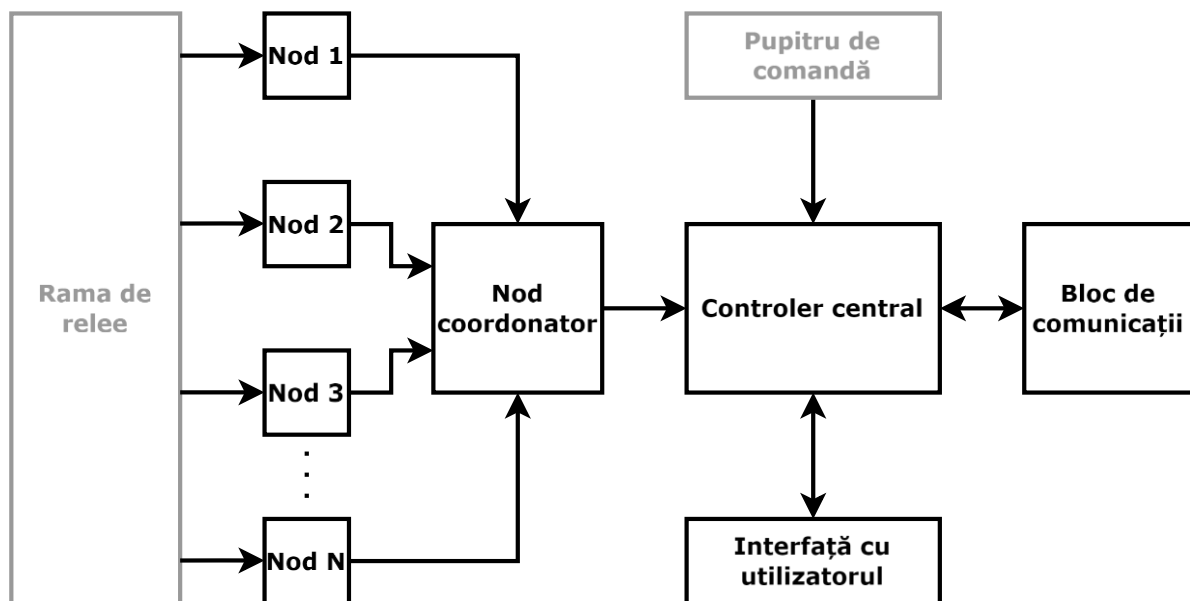 Nod 1
Pupitru de
comandă
Nod 2
Rama de
relee
Nod
coordonator
Controler central
Bloc de
comunicații
Nod 3
Nod N
Interfață cu
utilizatorul